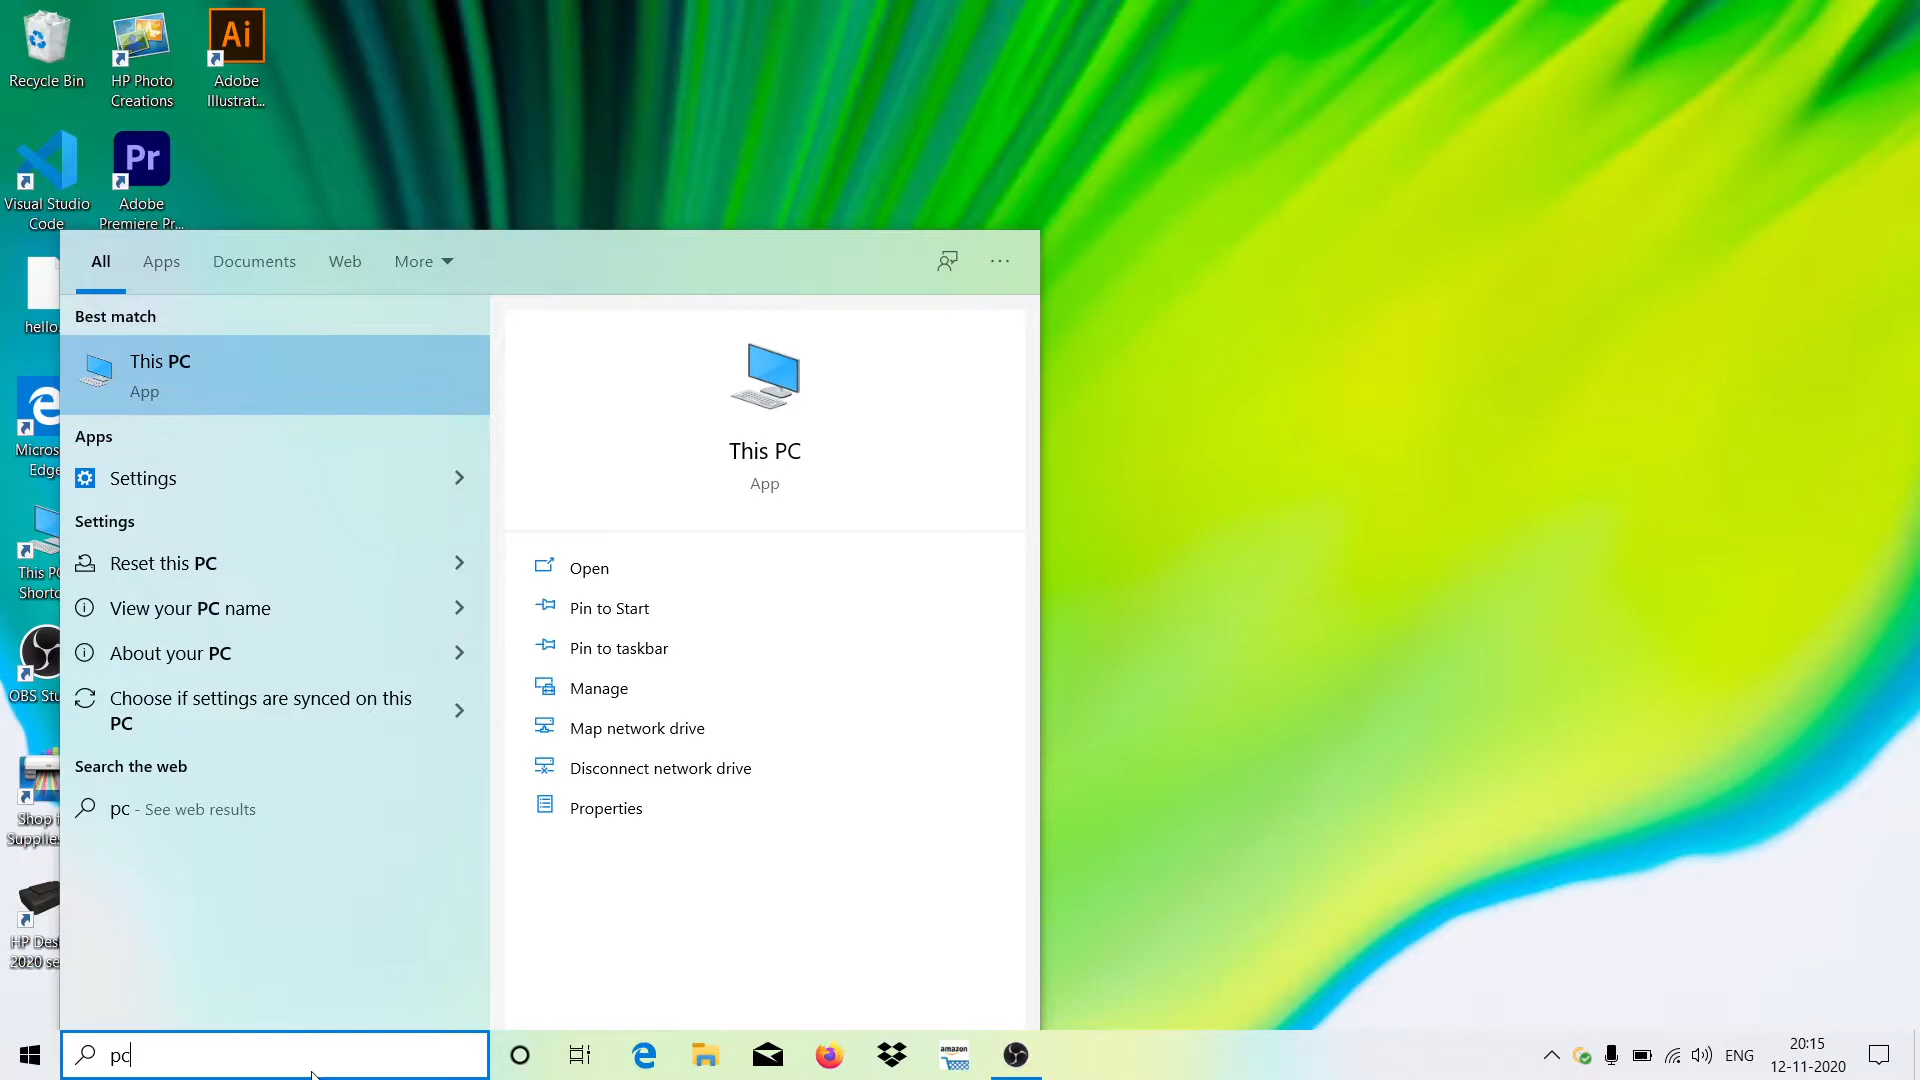 Recycle Bin
HP Photo
Creations
Ai
Adobe
Illustrat...
Visual Studio
Code
Pr
Adobe
Premiere Pr...
hello.
Micros
Edge
This PC
Shortc
OBS Stu
Shop f
Supplies
HP Des
2020 se
All
Apps
Documents
Web
More
...
Best match
This PC
App
Apps
Settings
Settings
Reset this PC
View your PC name
About your PC
Choose if settings are synced on this
PC
Search the web
pc - See web results
This PC
App
Open
Pin to Start
Pin to taskbar
Manage
Map network drive
Disconnect network drive
Properties
pc
amazon
ENG
20:15
12-11-2020